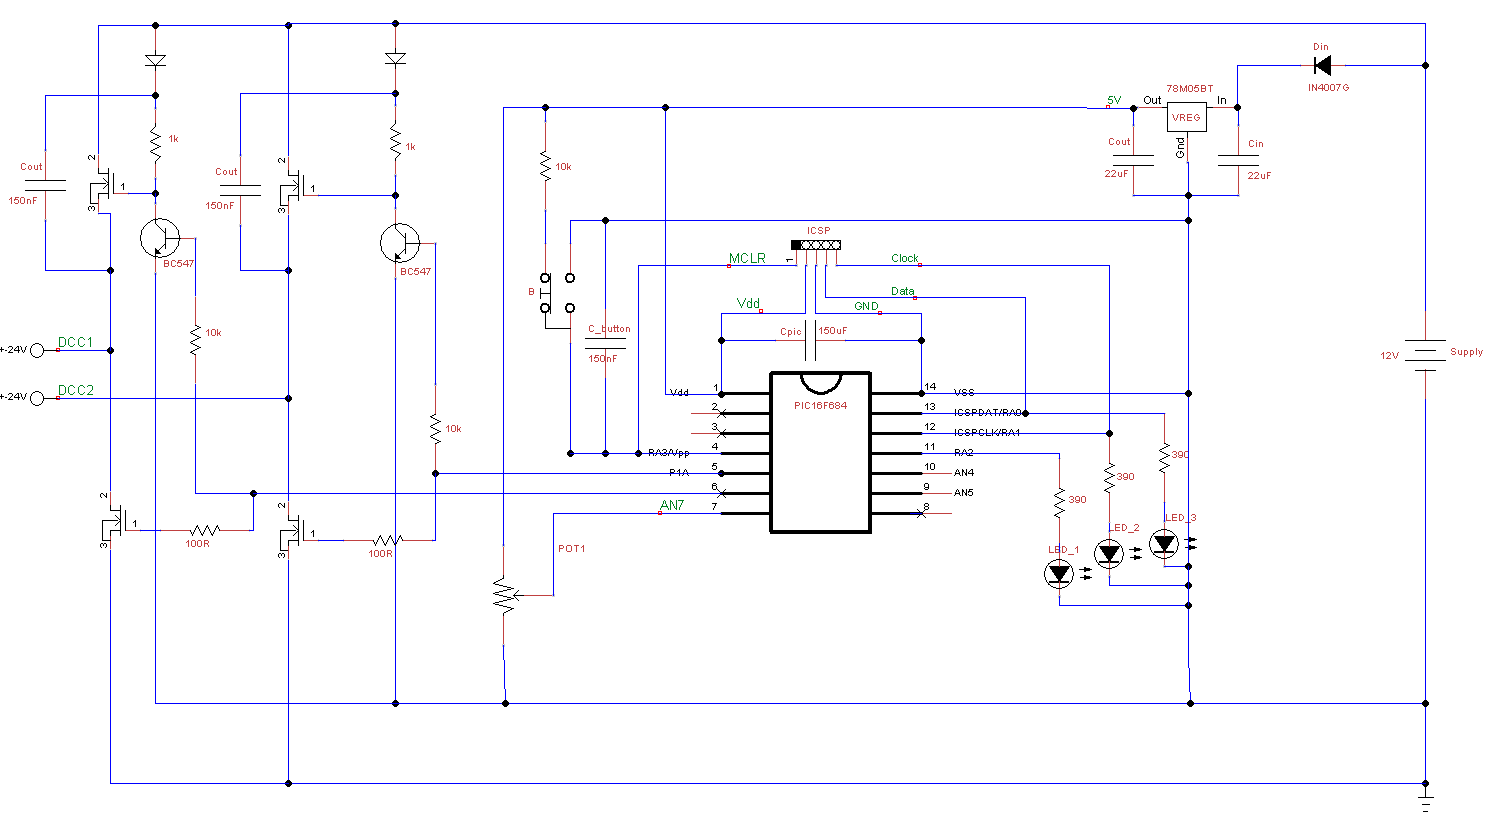 Din
IN4007G
78M05BT
5V
Out
In
VREG
Gnd
Cout
22uF
Cin
22uF
1k
1k
Cout
150nF
Cout
150nF
2
1
3
2
1
3
BC547
BC547
10k
10k
10k
ICSP
1
MCLR
Clock
Data
Vdd
GND
Cpic
150uF
B
C_button
150nF
+-24V
DCC1
+-24V
DCC2
12V
Supply
PIC16F684
Vdd
1
2
3
4
RA3/Vpp
5
P1A
6
7
AN7
14
VSS
13
ICSPDAT/RA0
12
ICSPCLK/RA1
11
RA2
10
AN4
9
AN5
8
390
390
390
LED_1
LED_2
LED_3
2
1
3
100R
2
1
3
100R
POT1